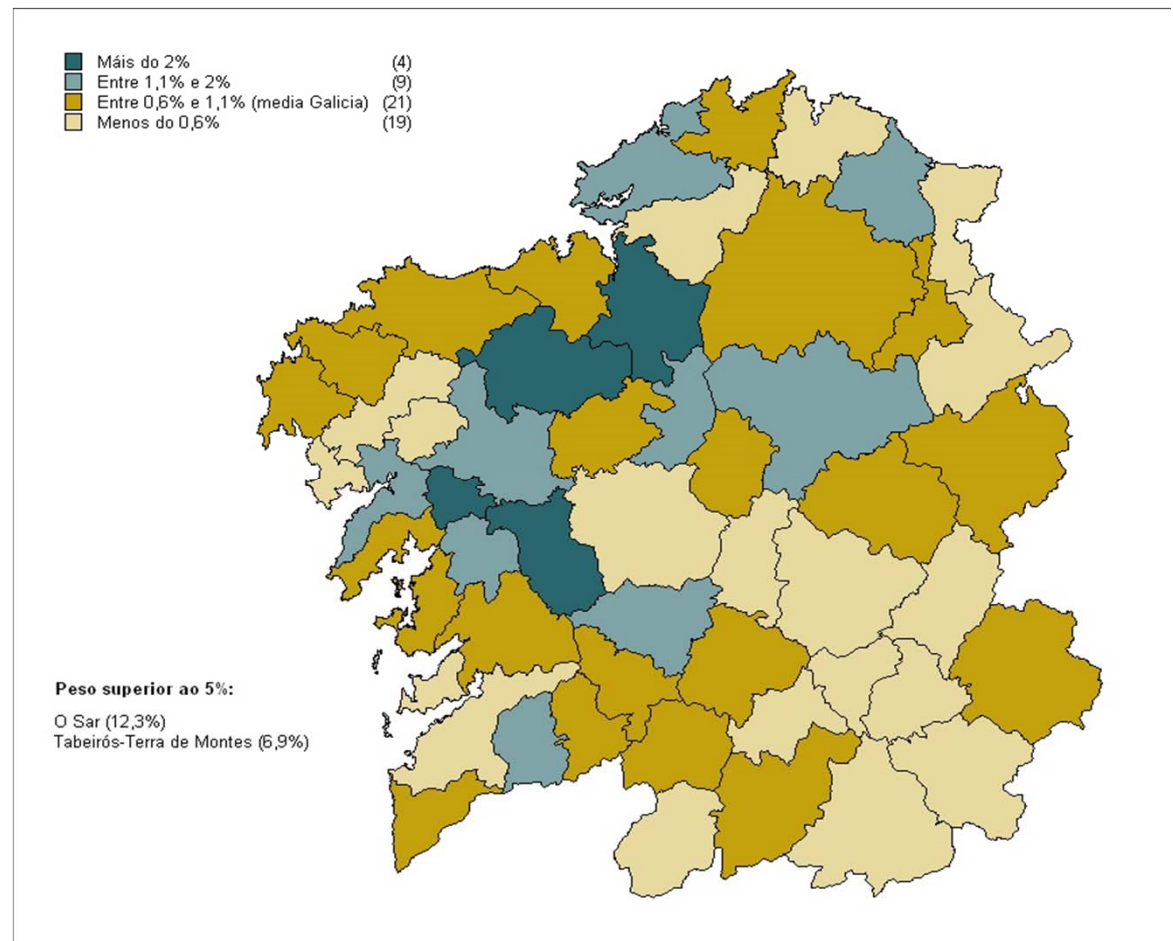 Máis do 2% (4)
Entre 1,1% e 2% (9)
Entre 0,6% e 1,1% (media Galicia) (21)
Menos do 0,6% (19)
Peso superior ao 5%:
O Sar (12,3%)
Tabeirós-Terra de Montes (6,9%)